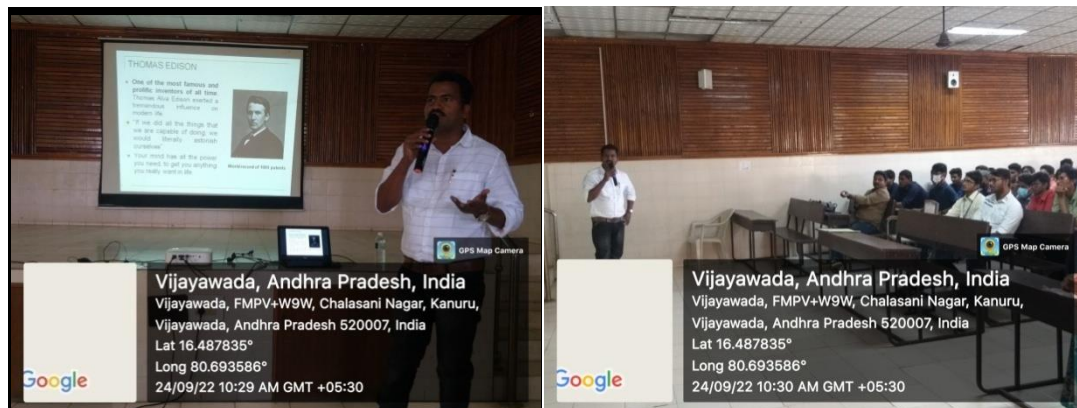 THOMAS EDISON
One of the most famous and
prolific inventors of all time.
Thomas Alva Edison exerted a
tremendous influence on
modern life.
"If we did all the things that
we are capable of doing, we
would literally astonish
ourselves".
Your mind has all the power
you need, to get you anything
you really want in life.
patents.
GPS Map Camera
Vijayawada, Andhra Pradesh, India
Vijayawada, FMPV+W9W, Chalasani Nagar, Kanuru,
Vijayawada, Andhra Pradesh 520007, India
Lat 16.487835°
Long 80.693586°
24/09/22 10:29 AM GMT +05:30
Google
GPS Map Camera
Vijayawada, Andhra Pradesh, India
Vijayawada, FMPV+W9W, Chalasani Nagar, Kanuru,
Vijayawada, Andhra Pradesh 520007, India
Lat 16.487835°
Long 80.693586°
24/09/22 10:30 AM GMT +05:30
Google